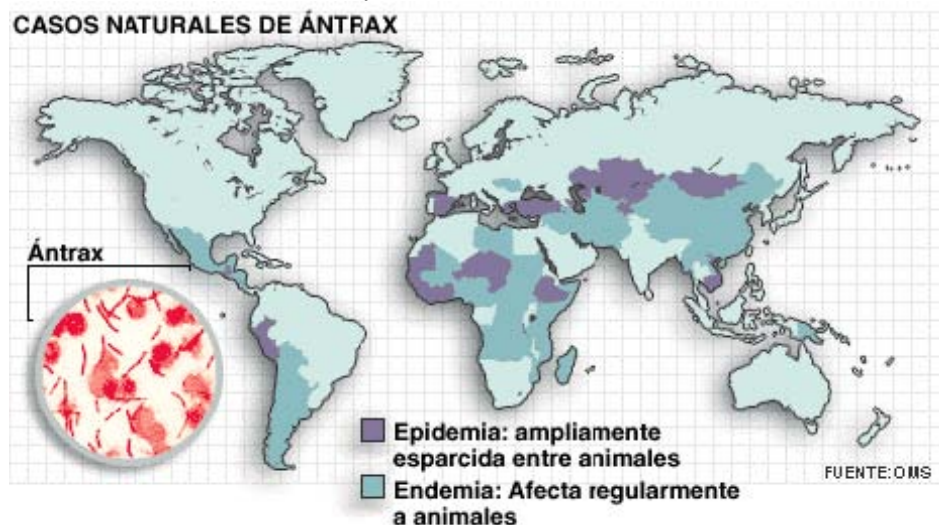 CASOS NATURALES DE ÁNTRAX
Ántrax
Epidemia: ampliamente
esparcida entre animales
Endemia: Afecta regularmente
a animales
FUENTE: OMS